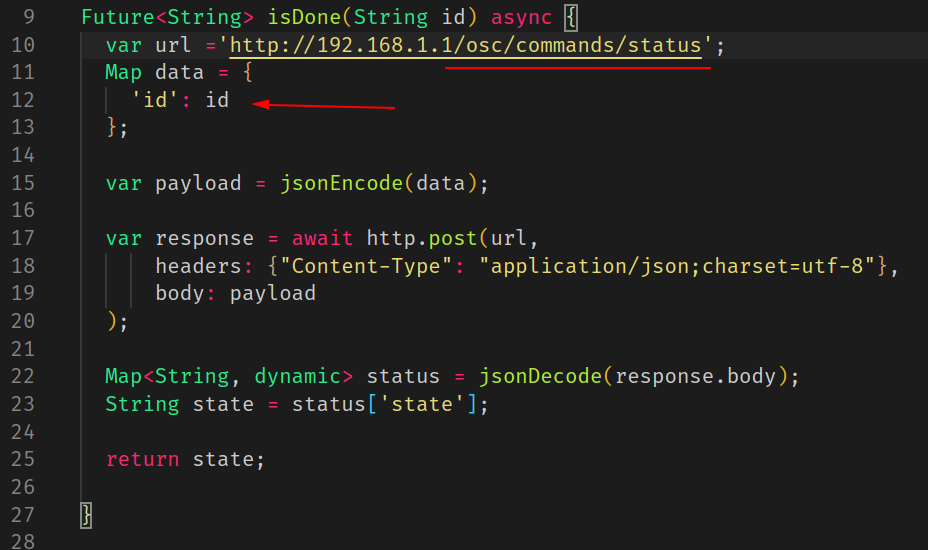 9 Future<String> isDone(String id) async {
10 var url ='http://192.168.1.1/osc/commands/status';
11 Map data = {
12 'id': id
13 };
14
15 var payload = jsonEncode(data);
16
17 var response = await http.post(url,
18 headers: {"Content-Type": "application/json;charset=utf-8"},
19 body: payload
20 );
21
22 Map<String, dynamic> status = jsonDecode(response.body);
23 String state = status['state'];
24
25 return state;
26
27 }
28